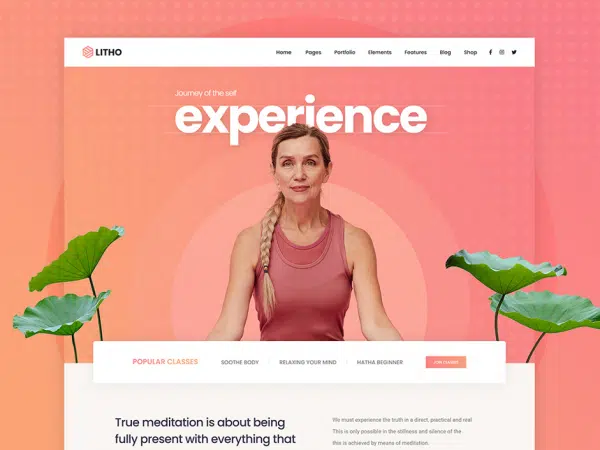 LITHO
Home Pages Portfolio Elements Features Blog Shop
Journey of the self
experience
POPULAR CLASSES SOOTHE BODY RELAXING YOUR MIND HATHA BEGINNER JOIN CLASSES
True meditation is about being
fully present with everything that
We must experience the truth in a direct, practical and real
This is only possible in the stillness and silence of the
this is achieved by means of meditation.